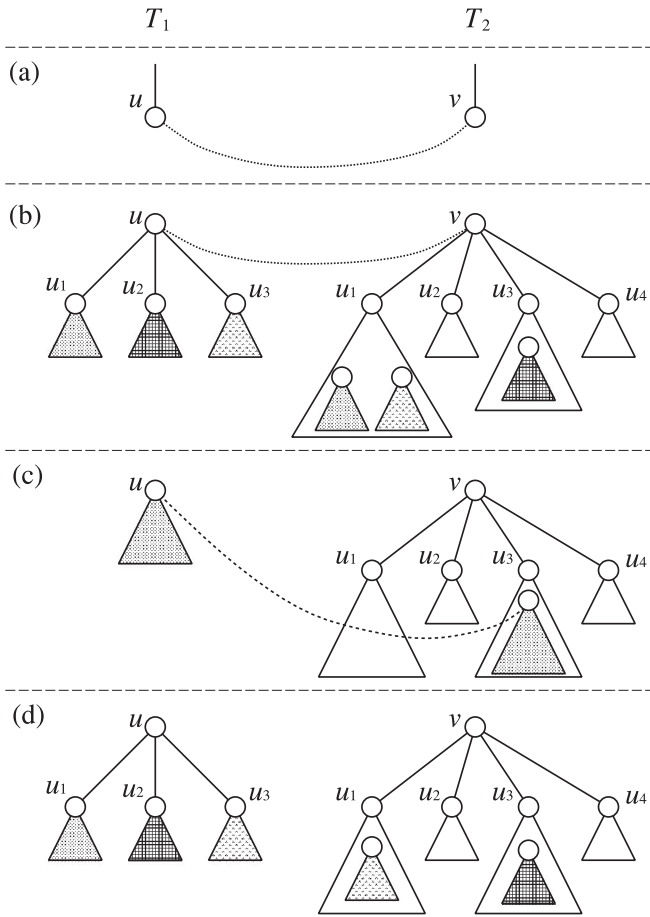 T₁ T₂
(a)
u v
(b)
u v
u₁ u₂ u₃ u₁ u₂ u₃ u₄
(c)
u v
u₁ u₂ u₃ u₄
(d)
u v
u₁ u₂ u₃ u₁ u₂ u₃ u₄